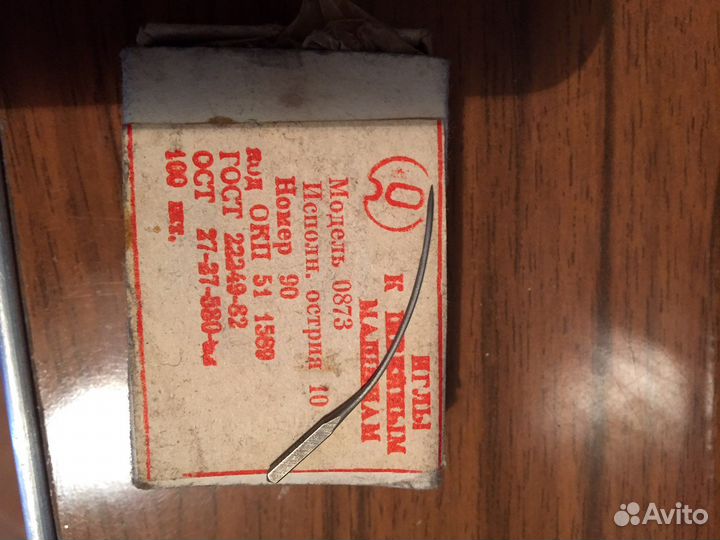 ИГЛЫ
К ШВЕЙНЫМ
МАШИНАМ
Модель 0873
Исполн. острия 10
Номер 90
код ОКП 51 1589
ГОСТ 22249-82
ОСТ 27-27-580-
100 шт.
Avito